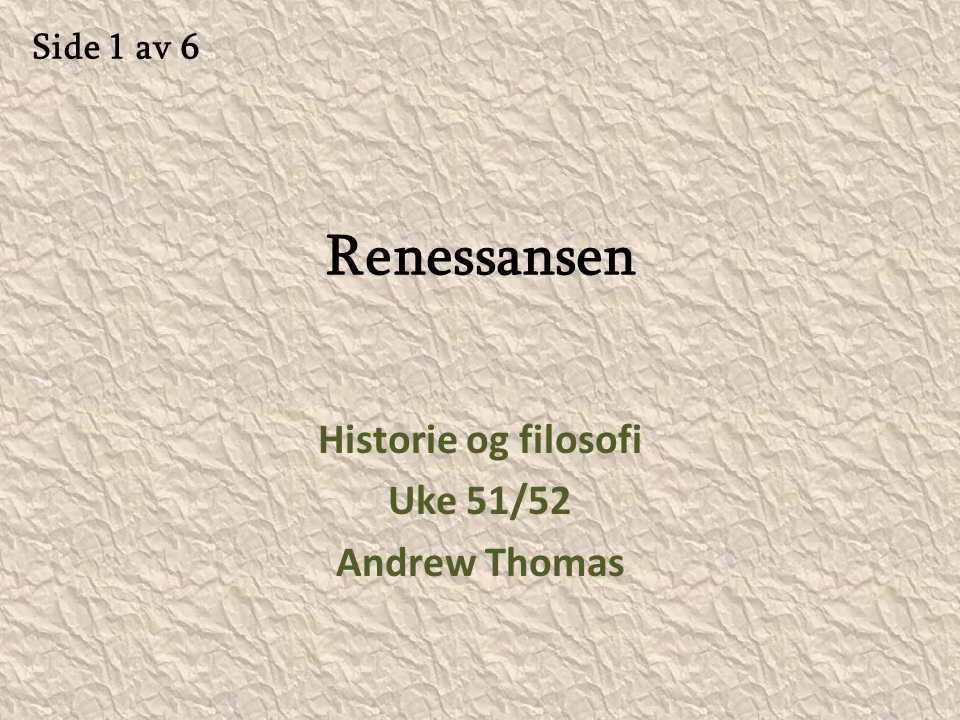 Side 1 av 6
Renessansen
Historie og filosofi
Uke 51/52
Andrew Thomas